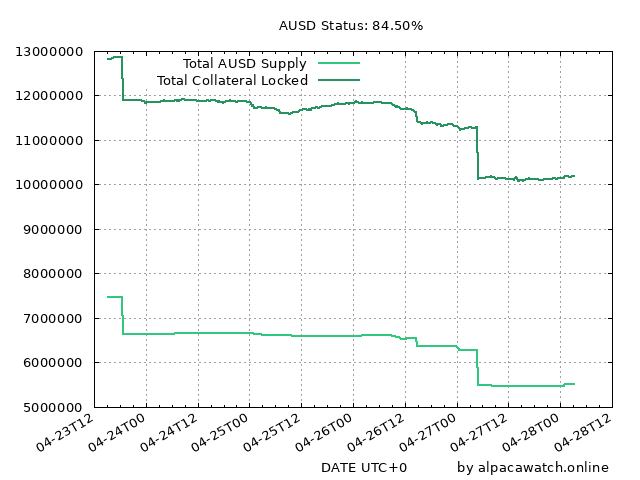 AUSD Status: 84.50%
13000000
12000000
11000000
10000000
9000000
8000000
7000000
6000000
5000000
Total AUSD Supply
Total Collateral Locked
04-23T12
04-24T00
04-24T12
04-25T00
04-25T12
04-26T00
04-26T12
04-27T00
04-27T12
04-28T00
04-28T12
DATE UTC+0
by alpacawatch.online